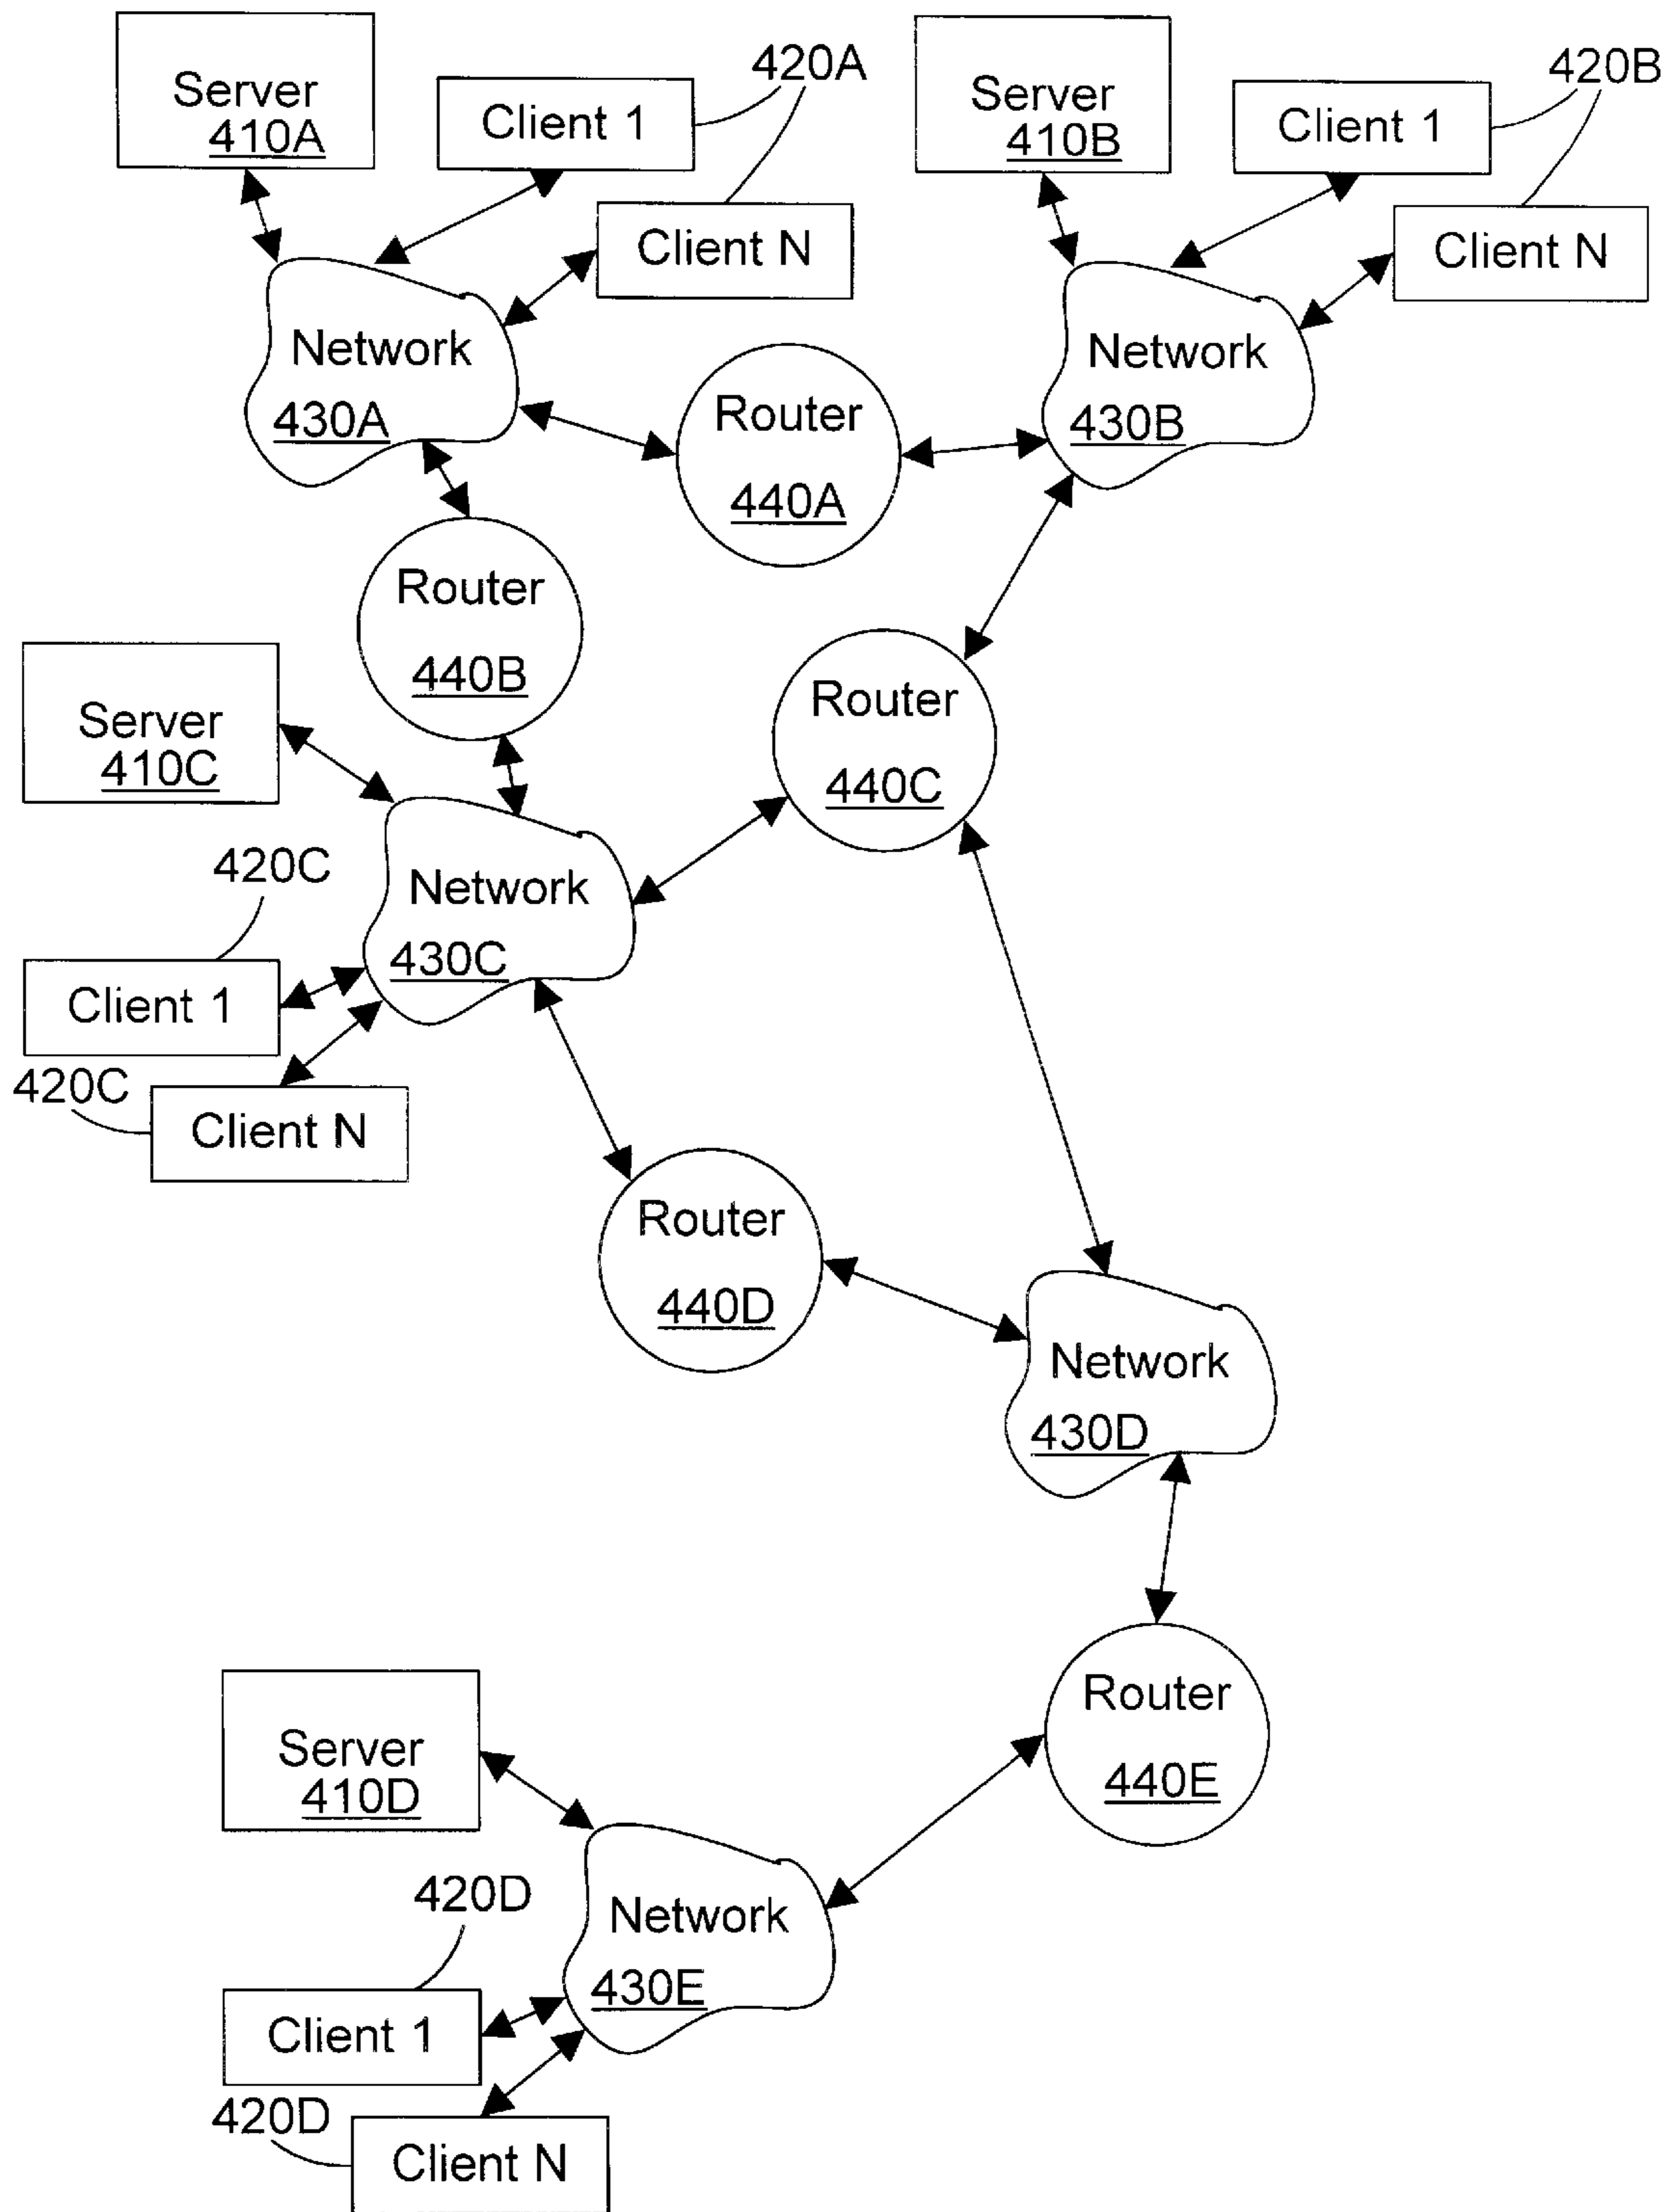 Server
410A
Client 1
420A
Client N
Server
410B
Client 1
420B
Client N
Network
430A
Router
440A
Network
430B
Router
440B
Server
410C
Router
440C
420C
Network
430C
Client 1
420C
Client N
Router
440D
Network
430D
Router
440E
Server
410D
420D
Network
430E
Client 1
420D
Client N